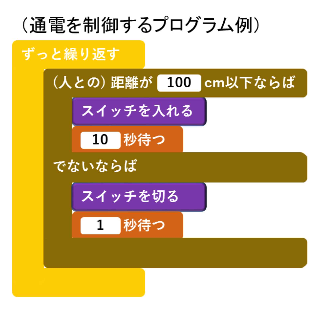 （通電を制御するプログラム例）
ずっと繰り返す
（人との）距離が 100 cm以下ならば
スイッチを入れる
10 秒待つ
でないならば
スイッチを切る
1 秒待つ